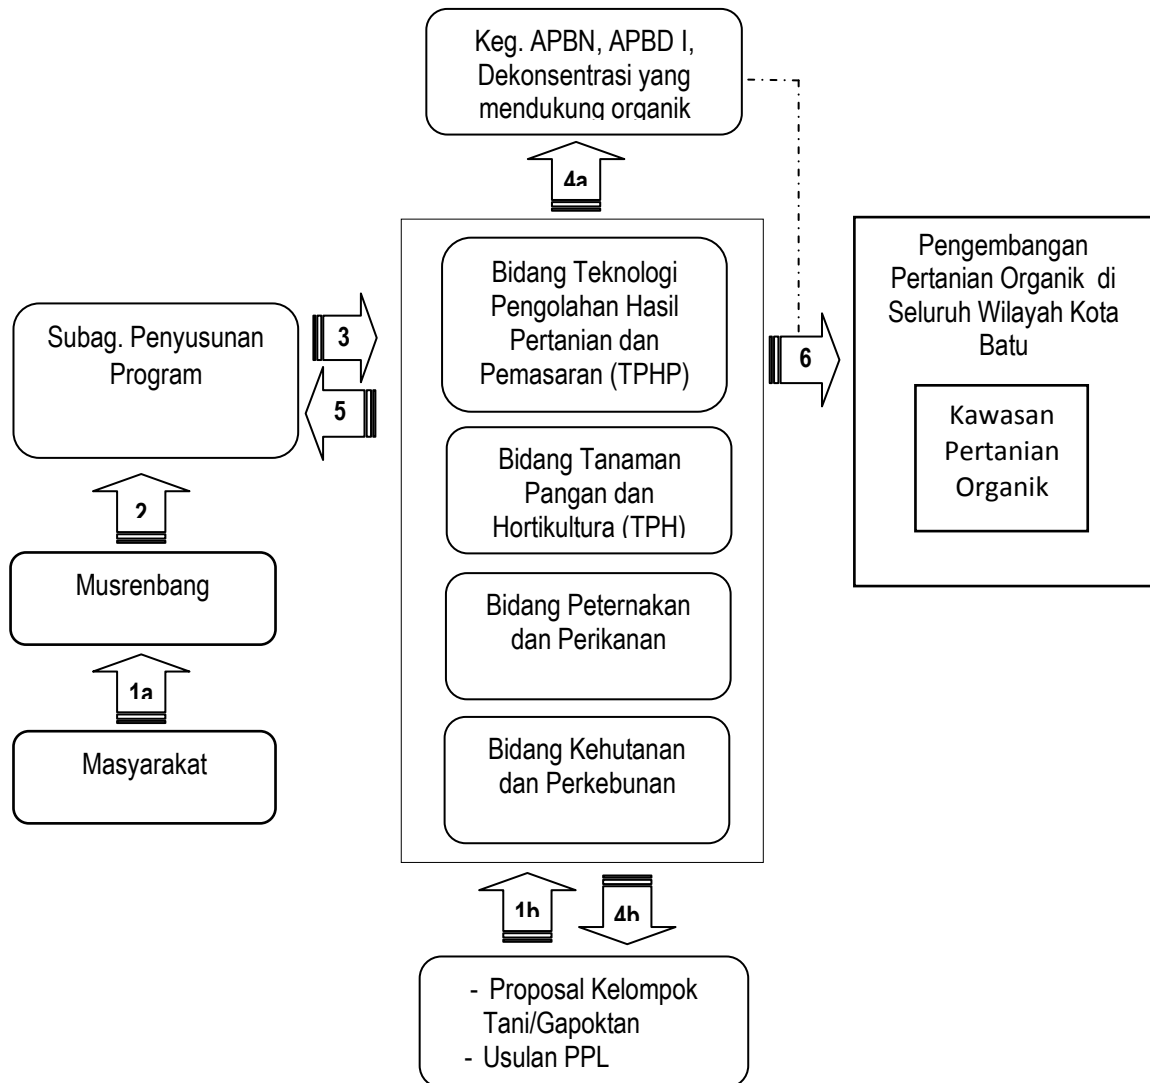 Keg. APBN, APBD I,
Dekonsentrasi yang
mendukung organik
4a
Bidang Teknologi
Pengolahan Hasil
Pertanian dan
Pemasaran (TPHP)
Bidang Tanaman
Pangan dan
Hortikultura (TPH)
Bidang Peternakan
dan Perikanan
Bidang Kehutanan
dan Perkebunan
Subag. Penyusunan
Program
3
5
2
Musrenbang
1a
Masyarakat
1b
4b
- Proposal Kelompok
Tani/Gapoktan
- Usulan PPL
6
Pengembangan
Pertanian Organik di
Seluruh Wilayah Kota
Batu
Kawasan
Pertanian
Organik